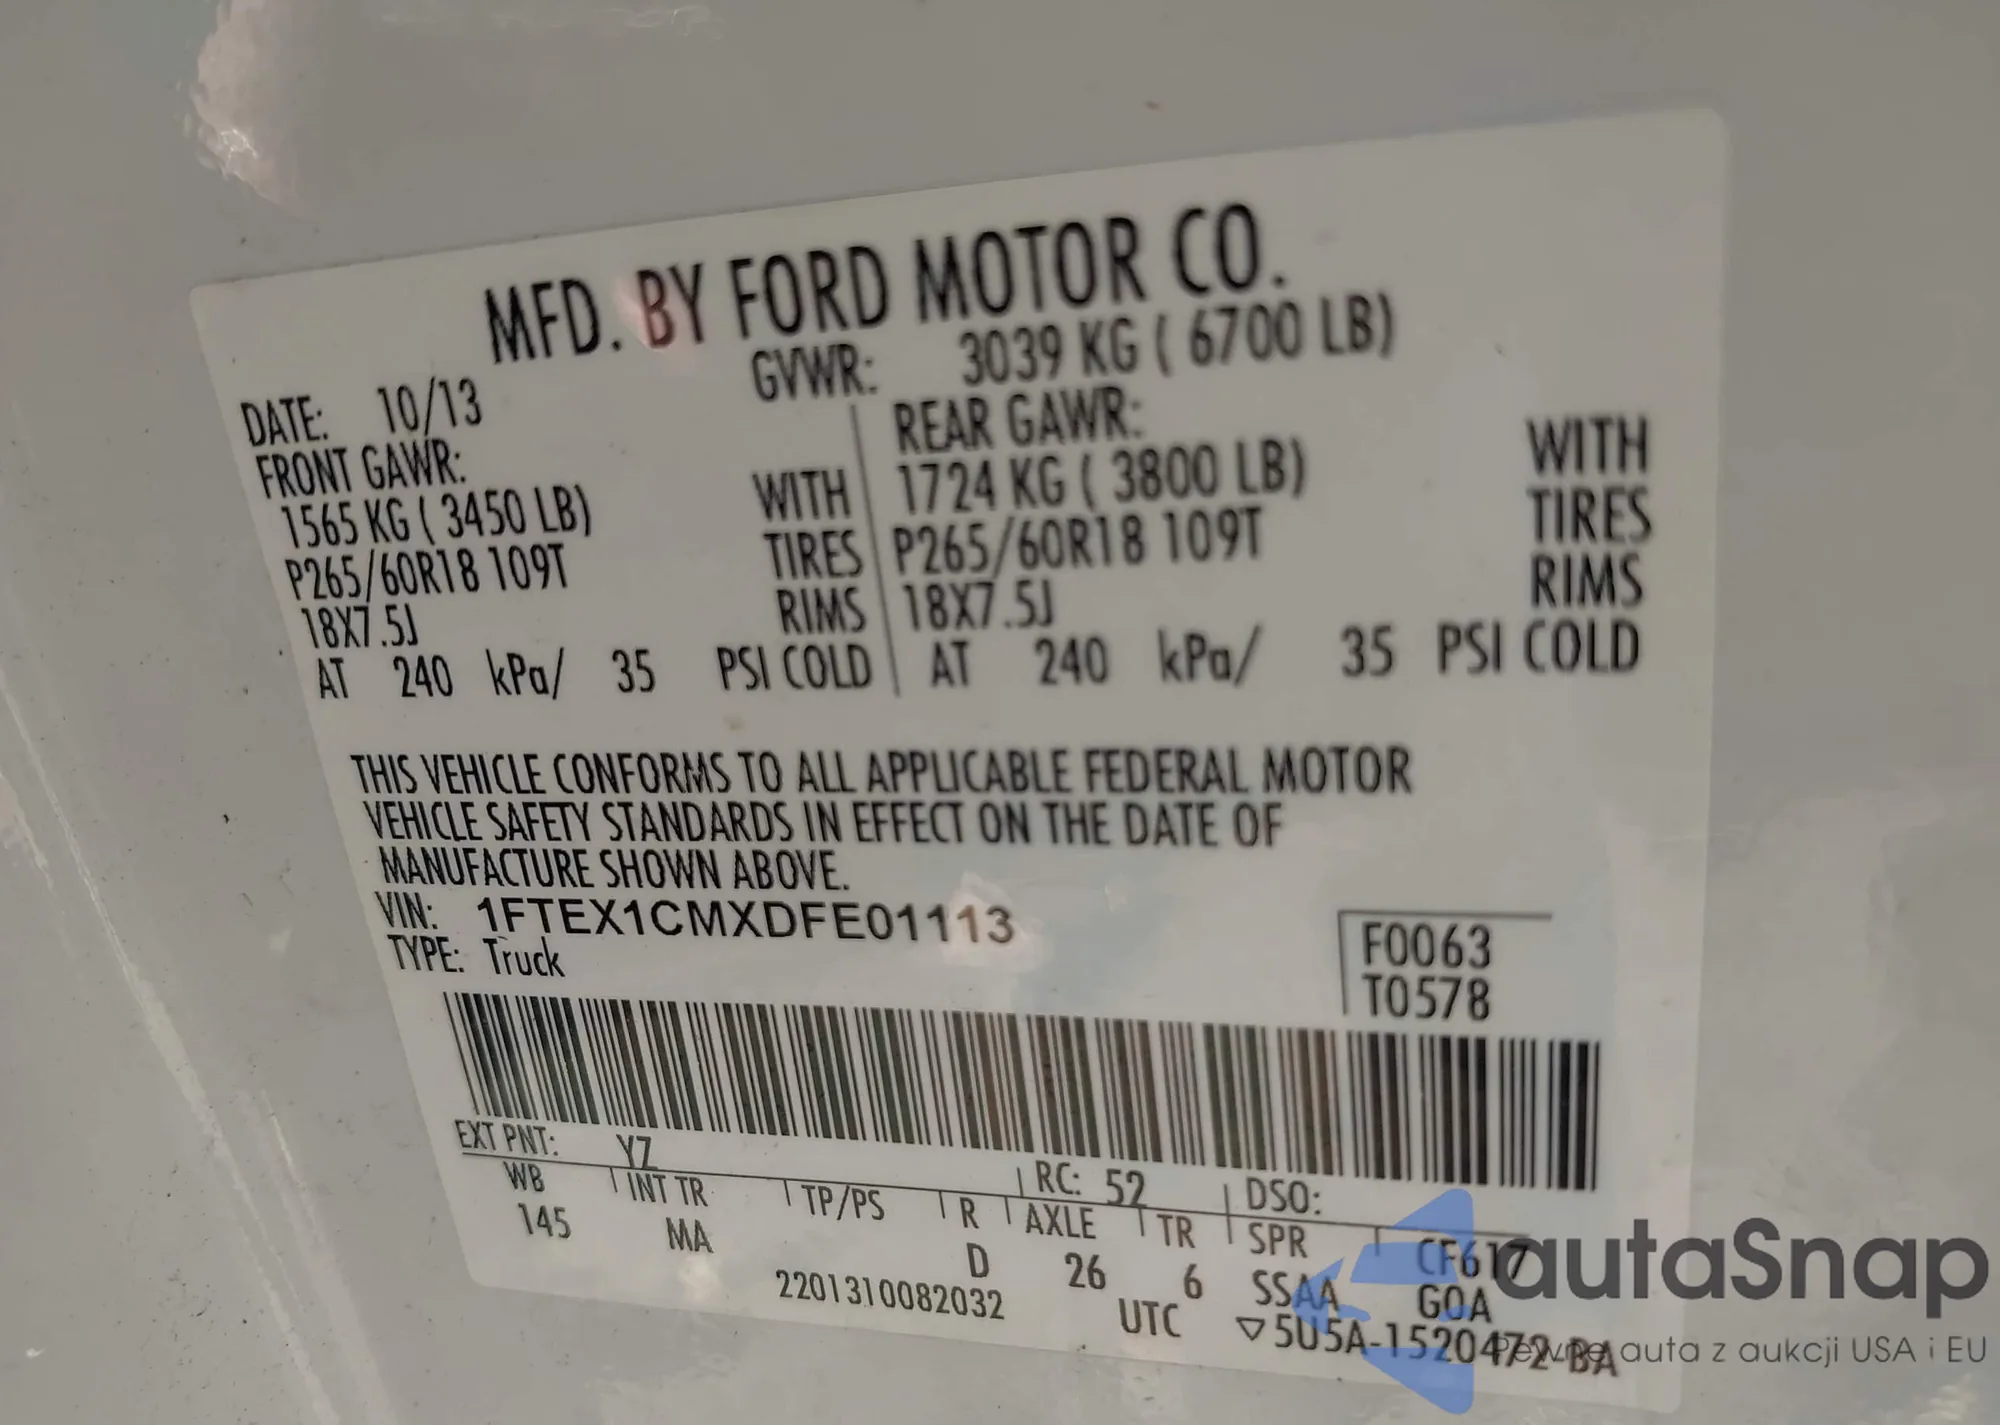 MFD. BY FORD MOTOR CO.
DATE: 10/13 GVWR: 3039 KG ( 6700 LB)
FRONT GAWR: REAR GAWR:
1565 KG ( 3450 LB) WITH 1724 KG ( 3800 LB) WITH
P265/60R18 109T TIRES P265/60R18 109T TIRES
18X7.5J RIMS 18X7.5J RIMS
AT 240 kPa/ 35 PSI COLD AT 240 kPa/ 35 PSI COLD
THIS VEHICLE CONFORMS TO ALL APPLICABLE FEDERAL MOTOR
VEHICLE SAFETY STANDARDS IN EFFECT ON THE DATE OF
MANUFACTURE SHOWN ABOVE.
VIN: 1FTEX1CMXDFE01113
TYPE: Truck
F0063
T0578
EXT PNT: YZ RC: 52 DSO:
WB INT TR TP/PS R AXLE TR SPR CF617
145 MA D 26 6 SSAA GOA
2201310082032 UTC ▽5U5A-1520472-BA
autaSnap
Pewne auta z aukcji USA i EU